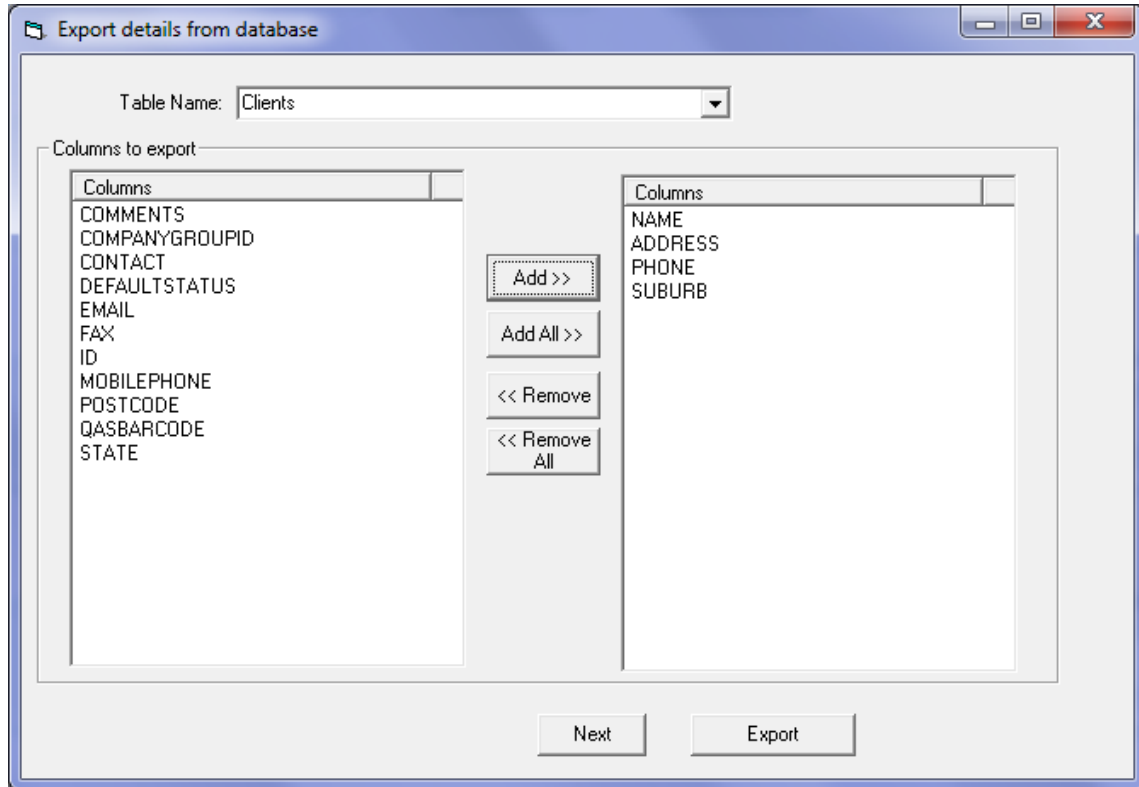 Export details from database
Table Name: Clients
Columns to export
Columns
COMMENTS
COMPANYGROUPID
CONTACT
DEFAULTSTATUS
EMAIL
FAX
ID
MOBILEPHONE
POSTCODE
QASBARCODE
STATE
Add >>
Add All >>
<< Remove
<< Remove
All
Columns
NAME
ADDRESS
PHONE
SUBURB
Next
Export